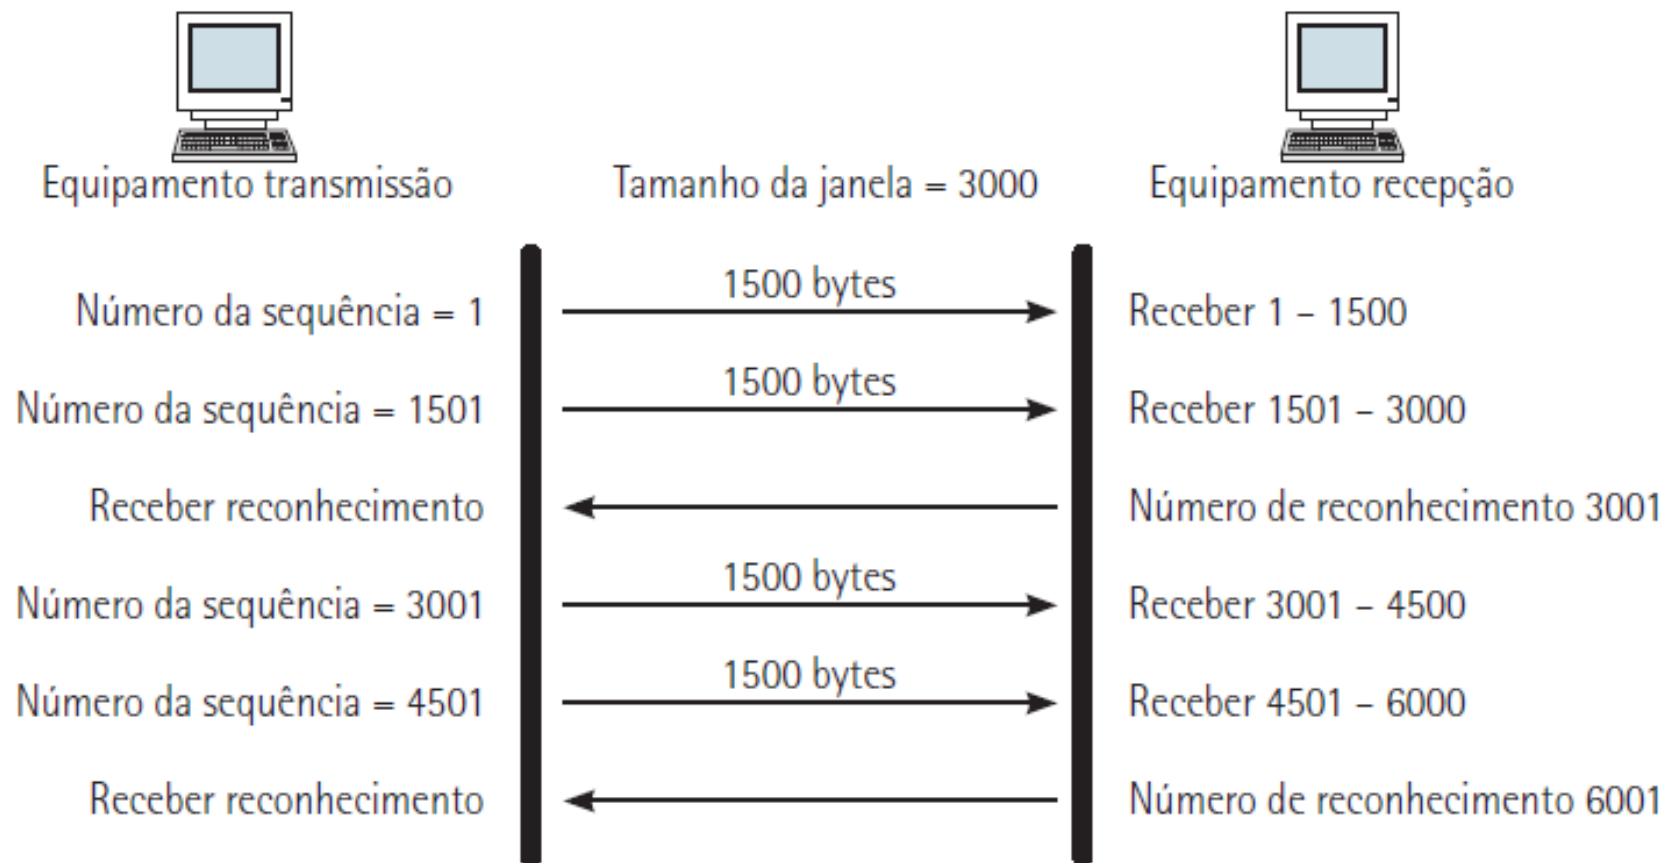 Equipamento transmissão
Tamanho da janela = 3000
Equipamento recepção
Número da sequência = 1
1500 bytes
Receber 1 – 1500
Número da sequência = 1501
1500 bytes
Receber 1501 – 3000
Receber reconhecimento
Número de reconhecimento 3001
Número da sequência = 3001
1500 bytes
Receber 3001 – 4500
Número da sequência = 4501
1500 bytes
Receber 4501 – 6000
Receber reconhecimento
Número de reconhecimento 6001